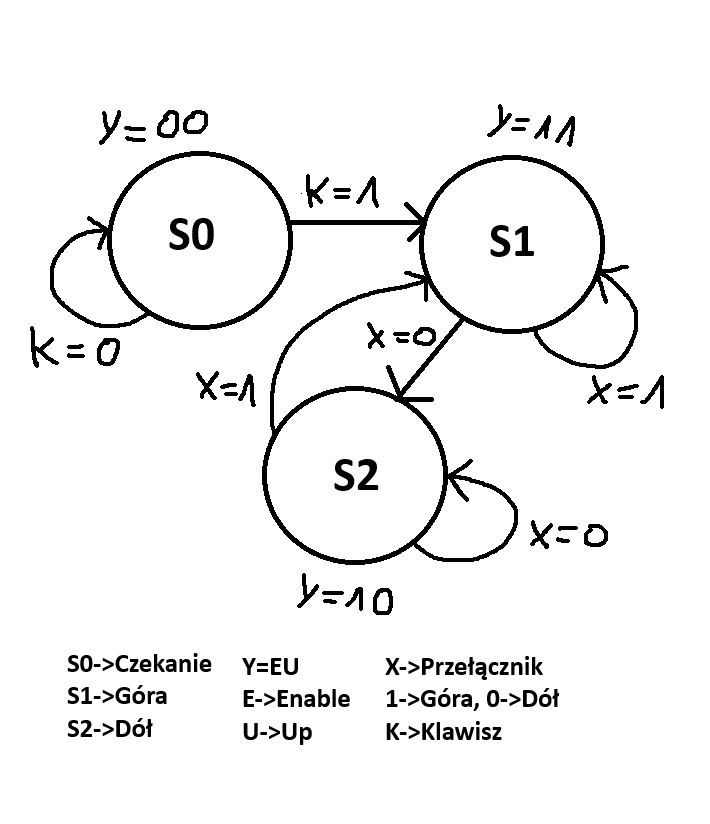 y=00
y=11
K=1
S0
S1
K=0
x=0
x=1
x=1
S2
x=0
y=10
S0->Czekanie
S1->Góra
S2->Dół
Y=EU
E->Enable
U->Up
X->Przełącznik
1->Góra, 0->Dół
K->Klawisz